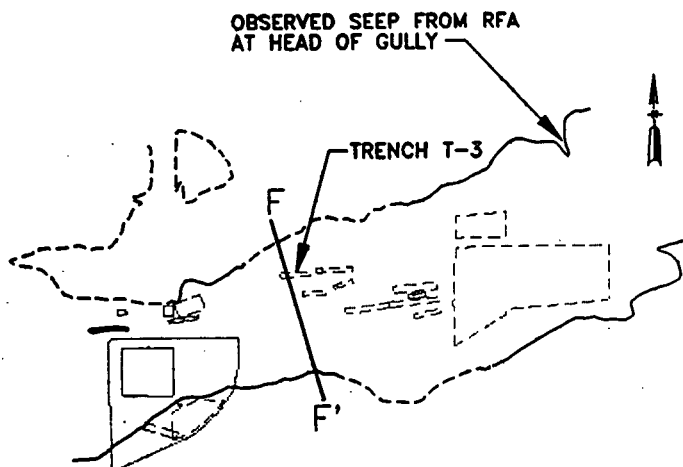 OBSERVED SEEP FROM RFA
AT HEAD OF GULLY
TRENCH T-3
F
F'